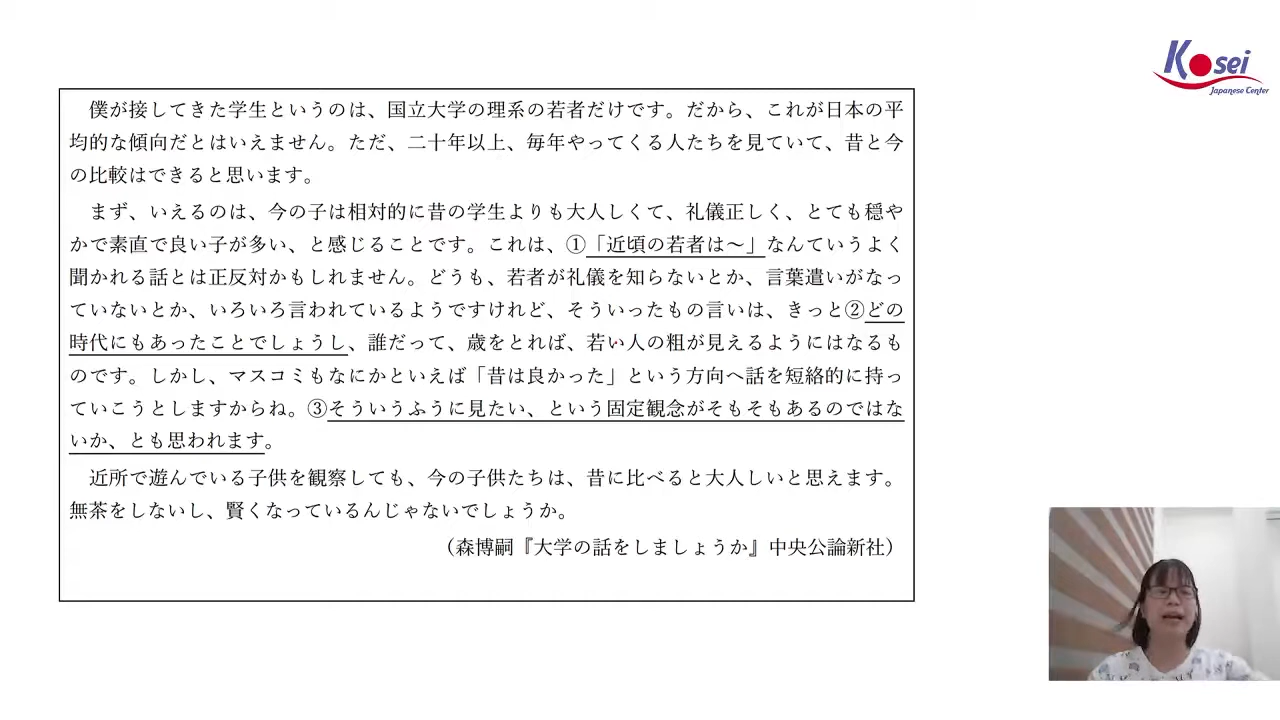 Kosei
Japanese Center
僕が接してきた学生というのは、国立大学の理系の若者だけです。だから、これが日本の平
均的な傾向だとはいえません。ただ、二十年以上、毎年やってくる人たちを見ていて、昔と今
の比較はできると思います。
まず、いえるのは、今の子は相対的に昔の学生よりも大人しくて、礼儀正しく、とても穏や
かで素直で良い子が多い、と感じることです。これは、①「近頃の若者は～」なんていうよく
聞かれる話とは正反対かもしれません。どうも、若者が礼儀を知らないとか、言葉遣いがなっ
ていないとか、いろいろ言われているようですけれど、そういったもの言いは、きっと②どの
時代にもあったことでしょうし、誰だって、歳をとれば、若い人の粗が見えるようにはなるも
のです。しかし、マスコミもなにかといえば「昔は良かった」という方向へ話を短絡的に持っ
ていこうとしますからね。③そういうふうに見たい、という固定観念がそもそもあるのではな
いか、とも思われます。
近所で遊んでいる子供を観察しても、今の子供たちは、昔に比べると大人しいと思えます。
無茶をしないし、賢くなっているんじゃないでしょうか。
（森博嗣『大学の話をしましょうか』中央公論新社）